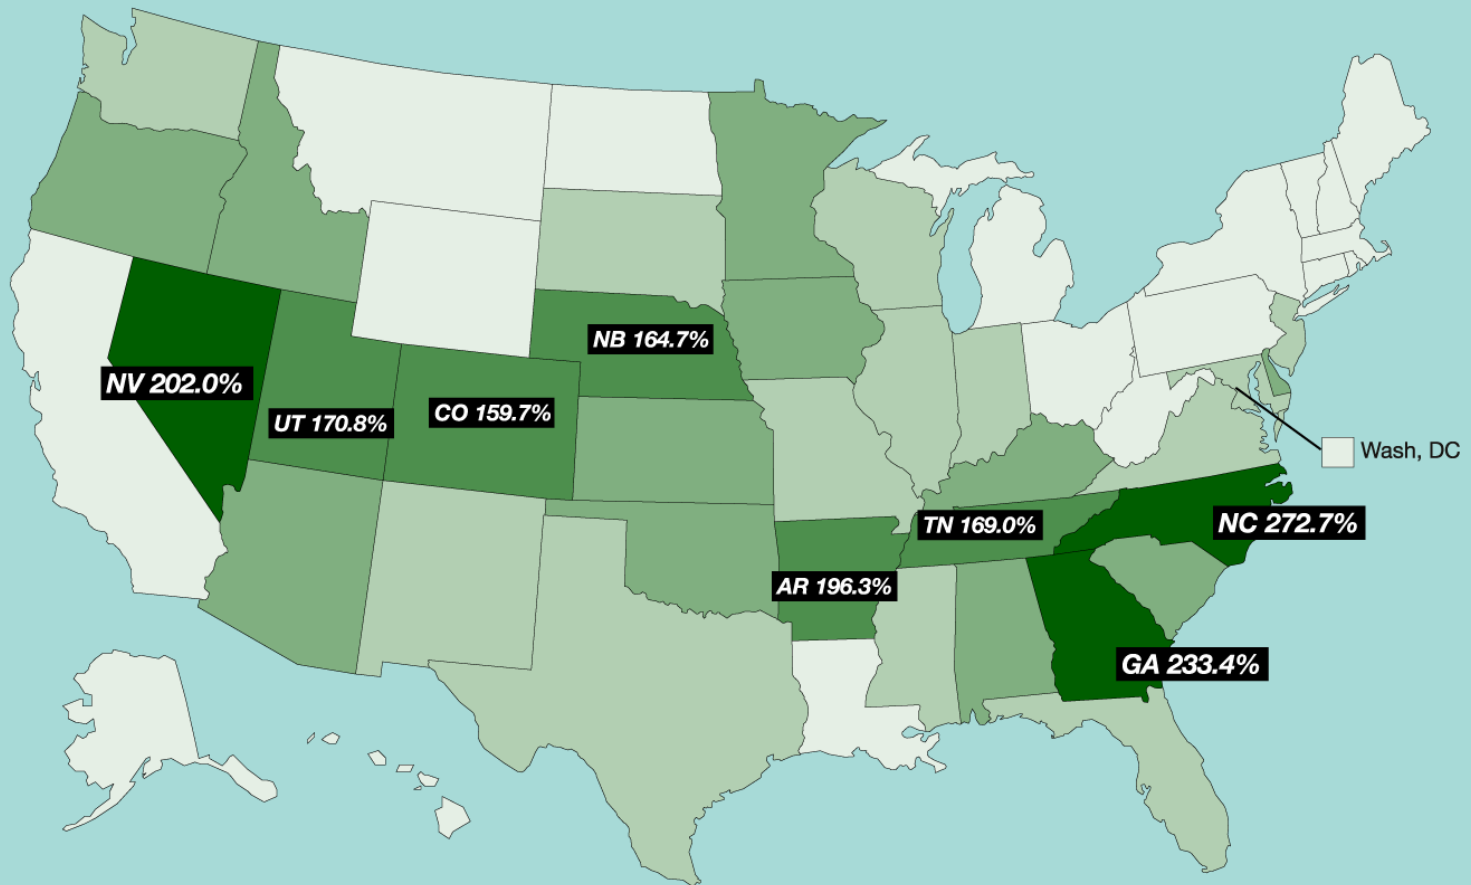 NB 164.7%
NV 202.0%
UT 170.8%
CO 159.7%
Wash, DC
TN 169.0%
NC 272.7%
AR 196.3%
GA 233.4%